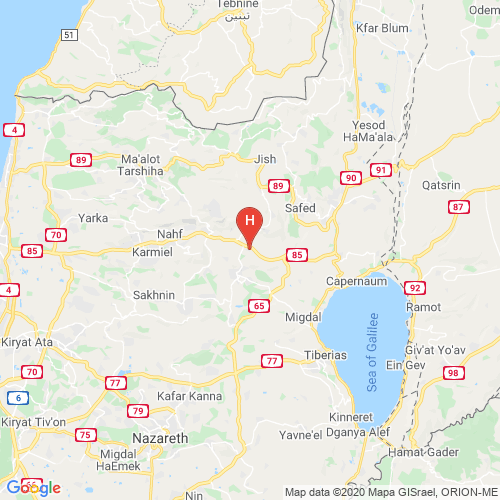 Tebnine
تبنين
Odem
Kfar Blum
51
4
Yesod
HaMa'ala
Ma'alot
Tarshiha
89
Jish
91
90
89
Qatsrin
Safed
87
Yarka
70
H
Nahf
85
Karmiel
85
Capernaum
92
4
Sakhnin
65
Ramot
Migdal
Sea of Galilee
Kiryat Ata
Tiberias
77
Giv'at Yo'av
Ein Gev
70
77
98
6
Kafar Kanna
79
Kiryat Tiv'on
Kinneret
Dganya Alef
75
Nazareth
Yavne'el
Migdal
HaEmek
Hamat Gader
Google
Nin
Map data ©2020 Mapa GISrael, ORION-ME